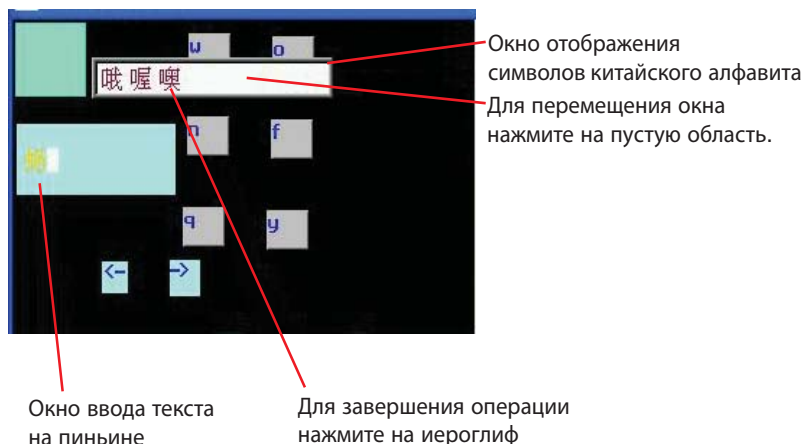 w o
哦 喔 噢
n f
q y
<- ->
Окно отображения
символов китайского алфавита
Для перемещения окна
нажмите на пустую область.
Окно ввода текста
на пиньине
Для завершения операции
нажмите на иероглиф